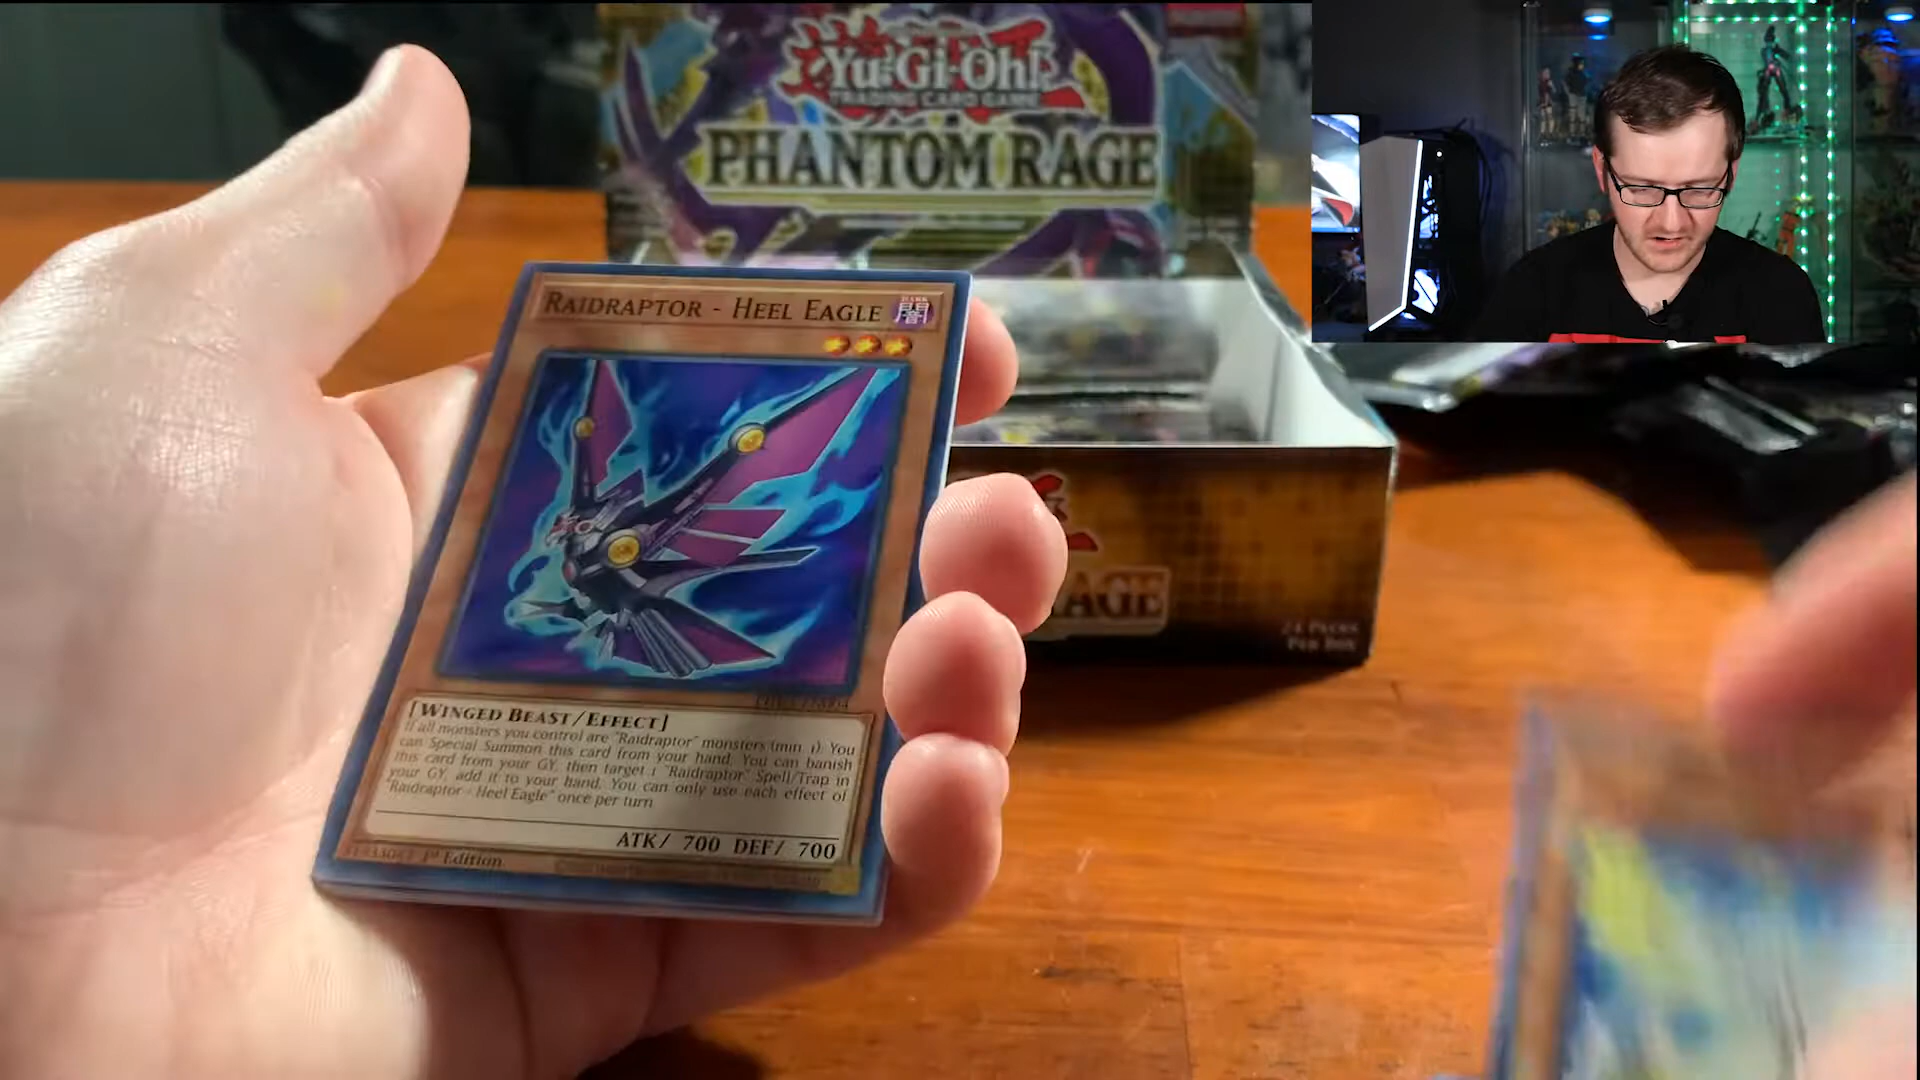 Yu-Gi-Oh!
TRADING CARD GAME
PHANTOM RAGE
RAIDRAPTOR - HEEL EAGLE
DARK
闇
[WINGED BEAST/EFFECT]
If all monsters you control are "Raidraptor" monsters (min. 1): You
can Special Summon this card from your hand. You can banish
this card from your GY, then target 1 "Raidraptor" Spell/Trap in
your GY; add it to your hand. You can only use each effect of
"Raidraptor - Heel Eagle" once per turn.
ATK/ 700 DEF/ 700
1st Edition
AGE
24 Packs
Per Box